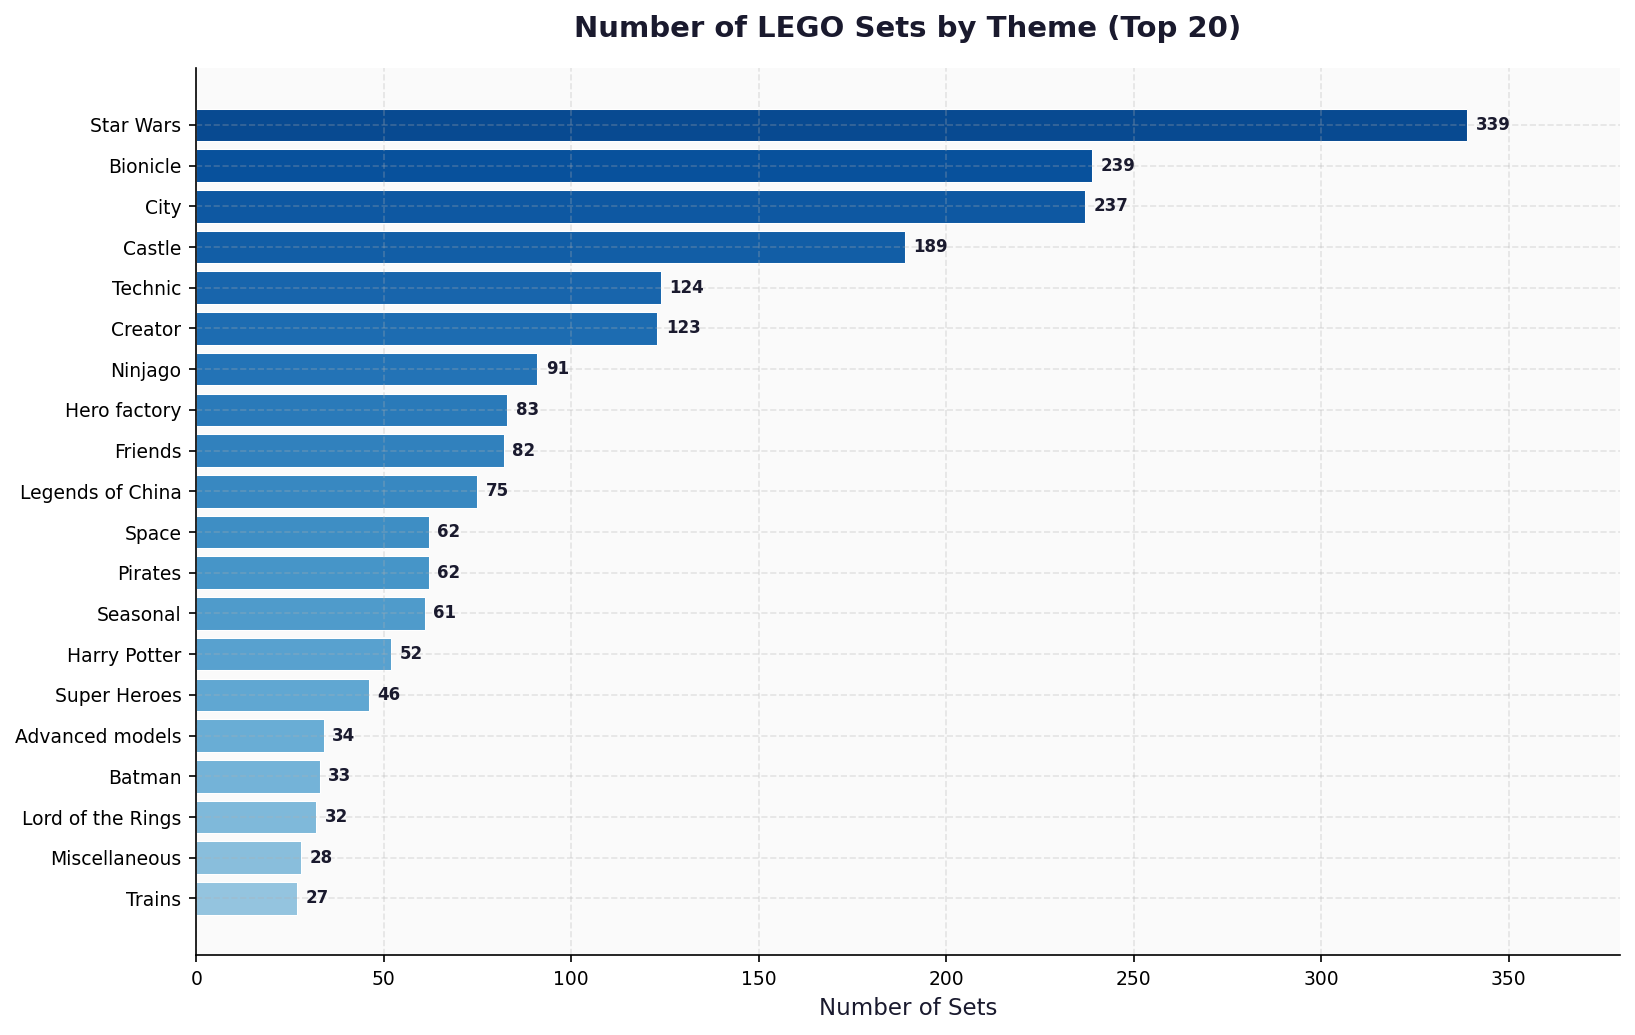 Number of LEGO Sets by Theme (Top 20)
Star Wars 339
Bionicle 239
City 237
Castle 189
Technic 124
Creator 123
Ninjago 91
Hero factory 83
Friends 82
Legends of China 75
Space 62
Pirates 62
Seasonal 61
Harry Potter 52
Super Heroes 46
Advanced models 34
Batman 33
Lord of the Rings 32
Miscellaneous 28
Trains 27
0 50 100 150 200 250 300 350
Number of Sets